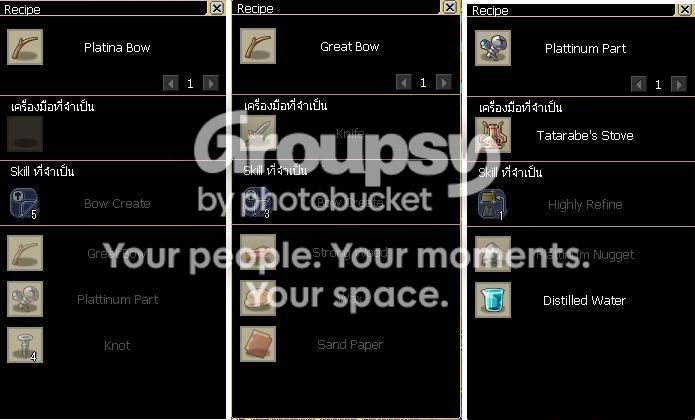 Recipe
Platina Bow
1
เครื่องมือที่จำเป็น
Skill ที่จำเป็น
5
Bow Create
Great Bow
Plattinum Part
4
Knot
Recipe
Great Bow
1
เครื่องมือที่จำเป็น
Knife
Skill ที่จำเป็น
3
Bow Create
Strong Wood
Wax
Sand Paper
Recipe
Plattinum Part
1
เครื่องมือที่จำเป็น
Tatarabe's Stove
Skill ที่จำเป็น
1
Highly Refine
Plattinum Nugget
Distilled Water
Groupsy
by photobucket
Your people. Your moments.
Your space.